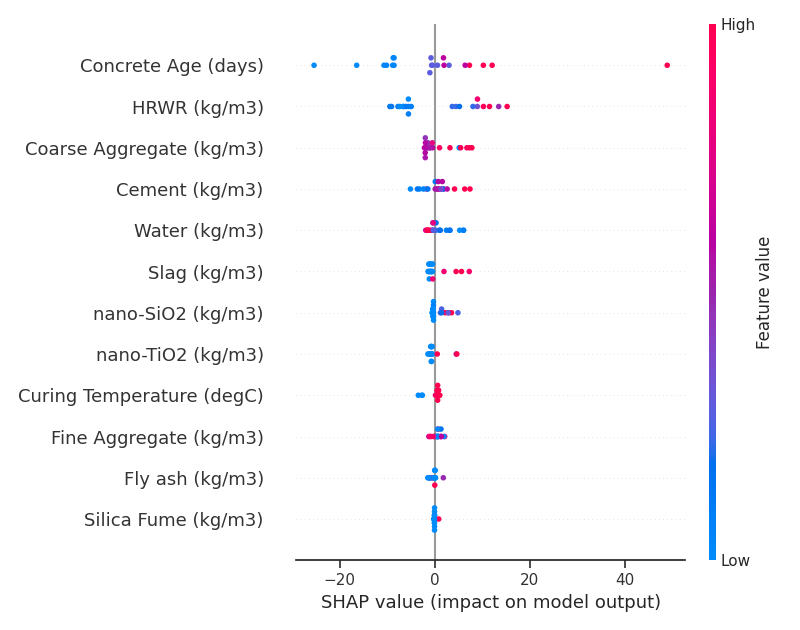 High
Concrete Age (days)
HRWR (kg/m3)
Coarse Aggregate (kg/m3)
Cement (kg/m3)
Water (kg/m3)
Slag (kg/m3)
nano-SiO2 (kg/m3)
nano-TiO2 (kg/m3)
Curing Temperature (degC)
Fine Aggregate (kg/m3)
Fly ash (kg/m3)
Silica Fume (kg/m3)
Feature value
Low
−20 0 20 40
SHAP value (impact on model output)